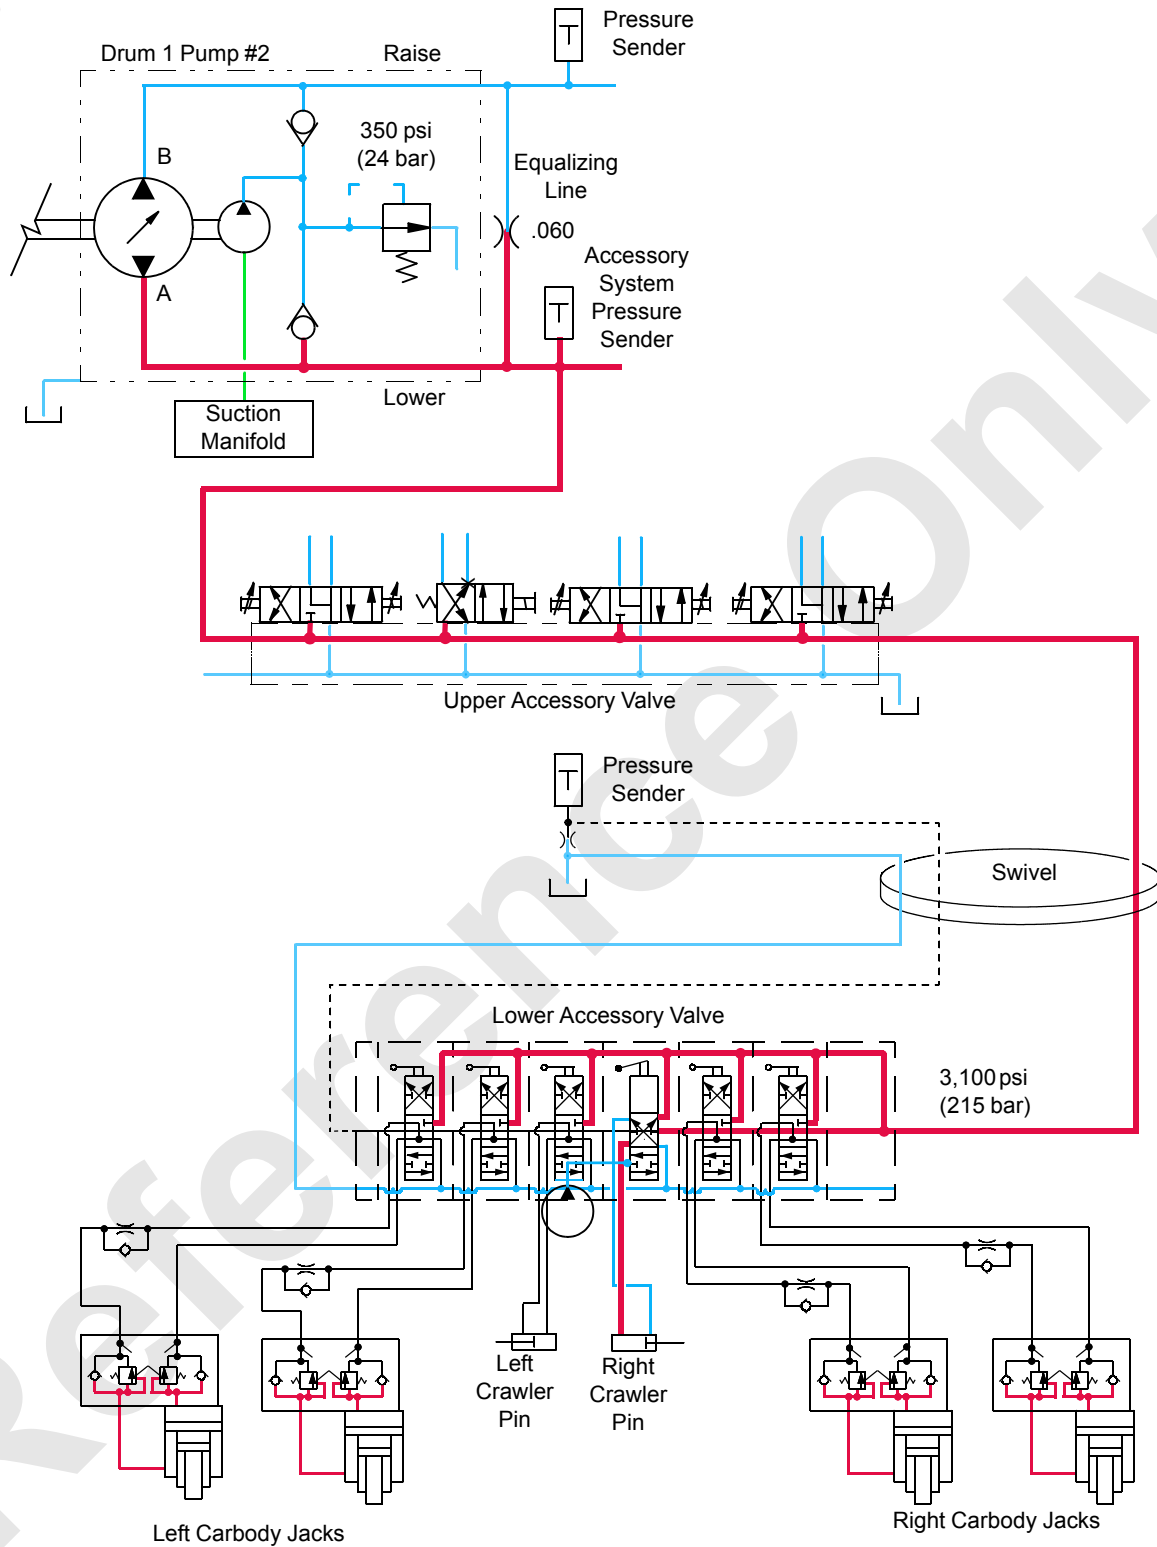 Pressure
Sender
Drum 1 Pump #2
Raise
350 psi
(24 bar)
B
Equalizing
Line
.060
A
Accessory
System
Pressure
Sender
Lower
Suction
Manifold
Upper Accessory Valve
Pressure
Sender
Swivel
Lower Accessory Valve
3,100 psi
(215 bar)
Left
Crawler
Pin
Right
Crawler
Pin
Left Carbody Jacks
Right Carbody Jacks
Reference Only